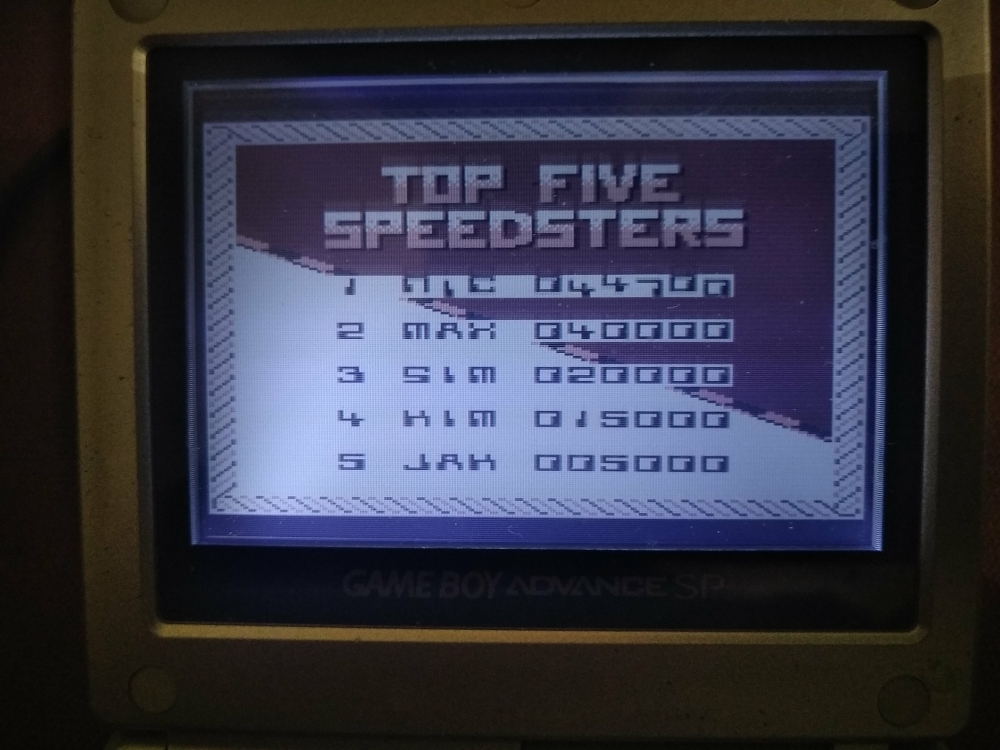 TOP FIVE
SPEEDSTERS
1 NIC 044700
2 MAX 040000
3 SIM 020000
4 KIM 015000
5 JAK 005000
GAME BOY ADVANCE SP